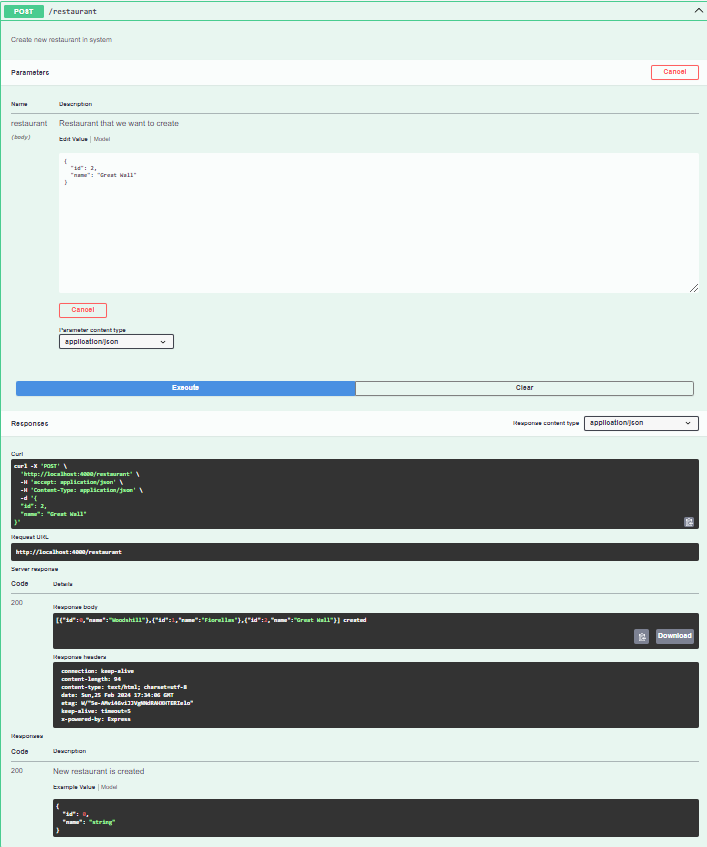 POST /restaurant
Create new restaurant in system
Parameters
Cancel
Name Description
restaurant Restaurant that we want to create
(body)
Edit Value | Model
{
"id": 2,
"name": "Great Wall"
}
Cancel
Parameter content type
application/json
Execute Clear
Responses
Response content type application/json
Curl
curl -X 'POST' \
'http://localhost:4000/restaurant' \
-H 'accept: application/json' \
-H 'Content-Type: application/json' \
-d '{
"id": 2,
"name": "Great Wall"
}'
Request URL
http://localhost:4000/restaurant
Server response
Code Details
200
Response body
[{"id":0,"name":"Woodshill"},{"id":1,"name":"Fiorelles"},{"id":2,"name":"Great Wall"}] created
Download
Response headers
connection: keep-alive
content-length: 94
content-type: text/html; charset=utf-8
date: Sun,25 Feb 2024 17:34:06 GMT
etag:
keep-alive: timeout=5
x-powered-by: Express
Responses
Code Description
200 New restaurant is created
Example Value | Model
{
"id": 0,
"name": "string"
}